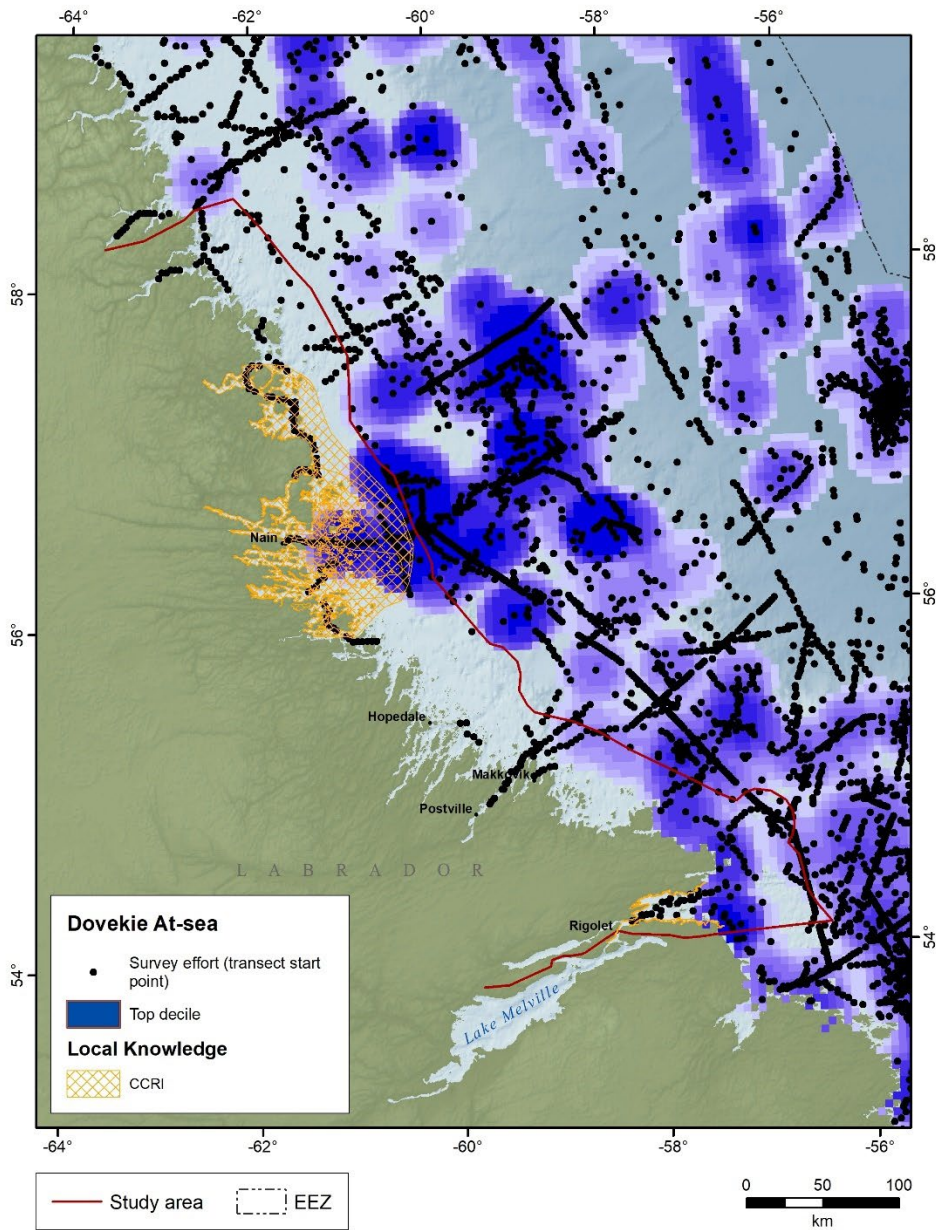 -64° -62° -60° -58° -56°
58° 58°
Nain
56° 56°
Hopedale
Makkovik
Postville
LABRADOR
Rigolet
54° 54°
Lake Melville
Dovekie At-sea
Survey effort (transect start
point)
Top decile
Local Knowledge
CCRI
-64° -62° -60° -58° -56°
Study area EEZ
0 50 100
km